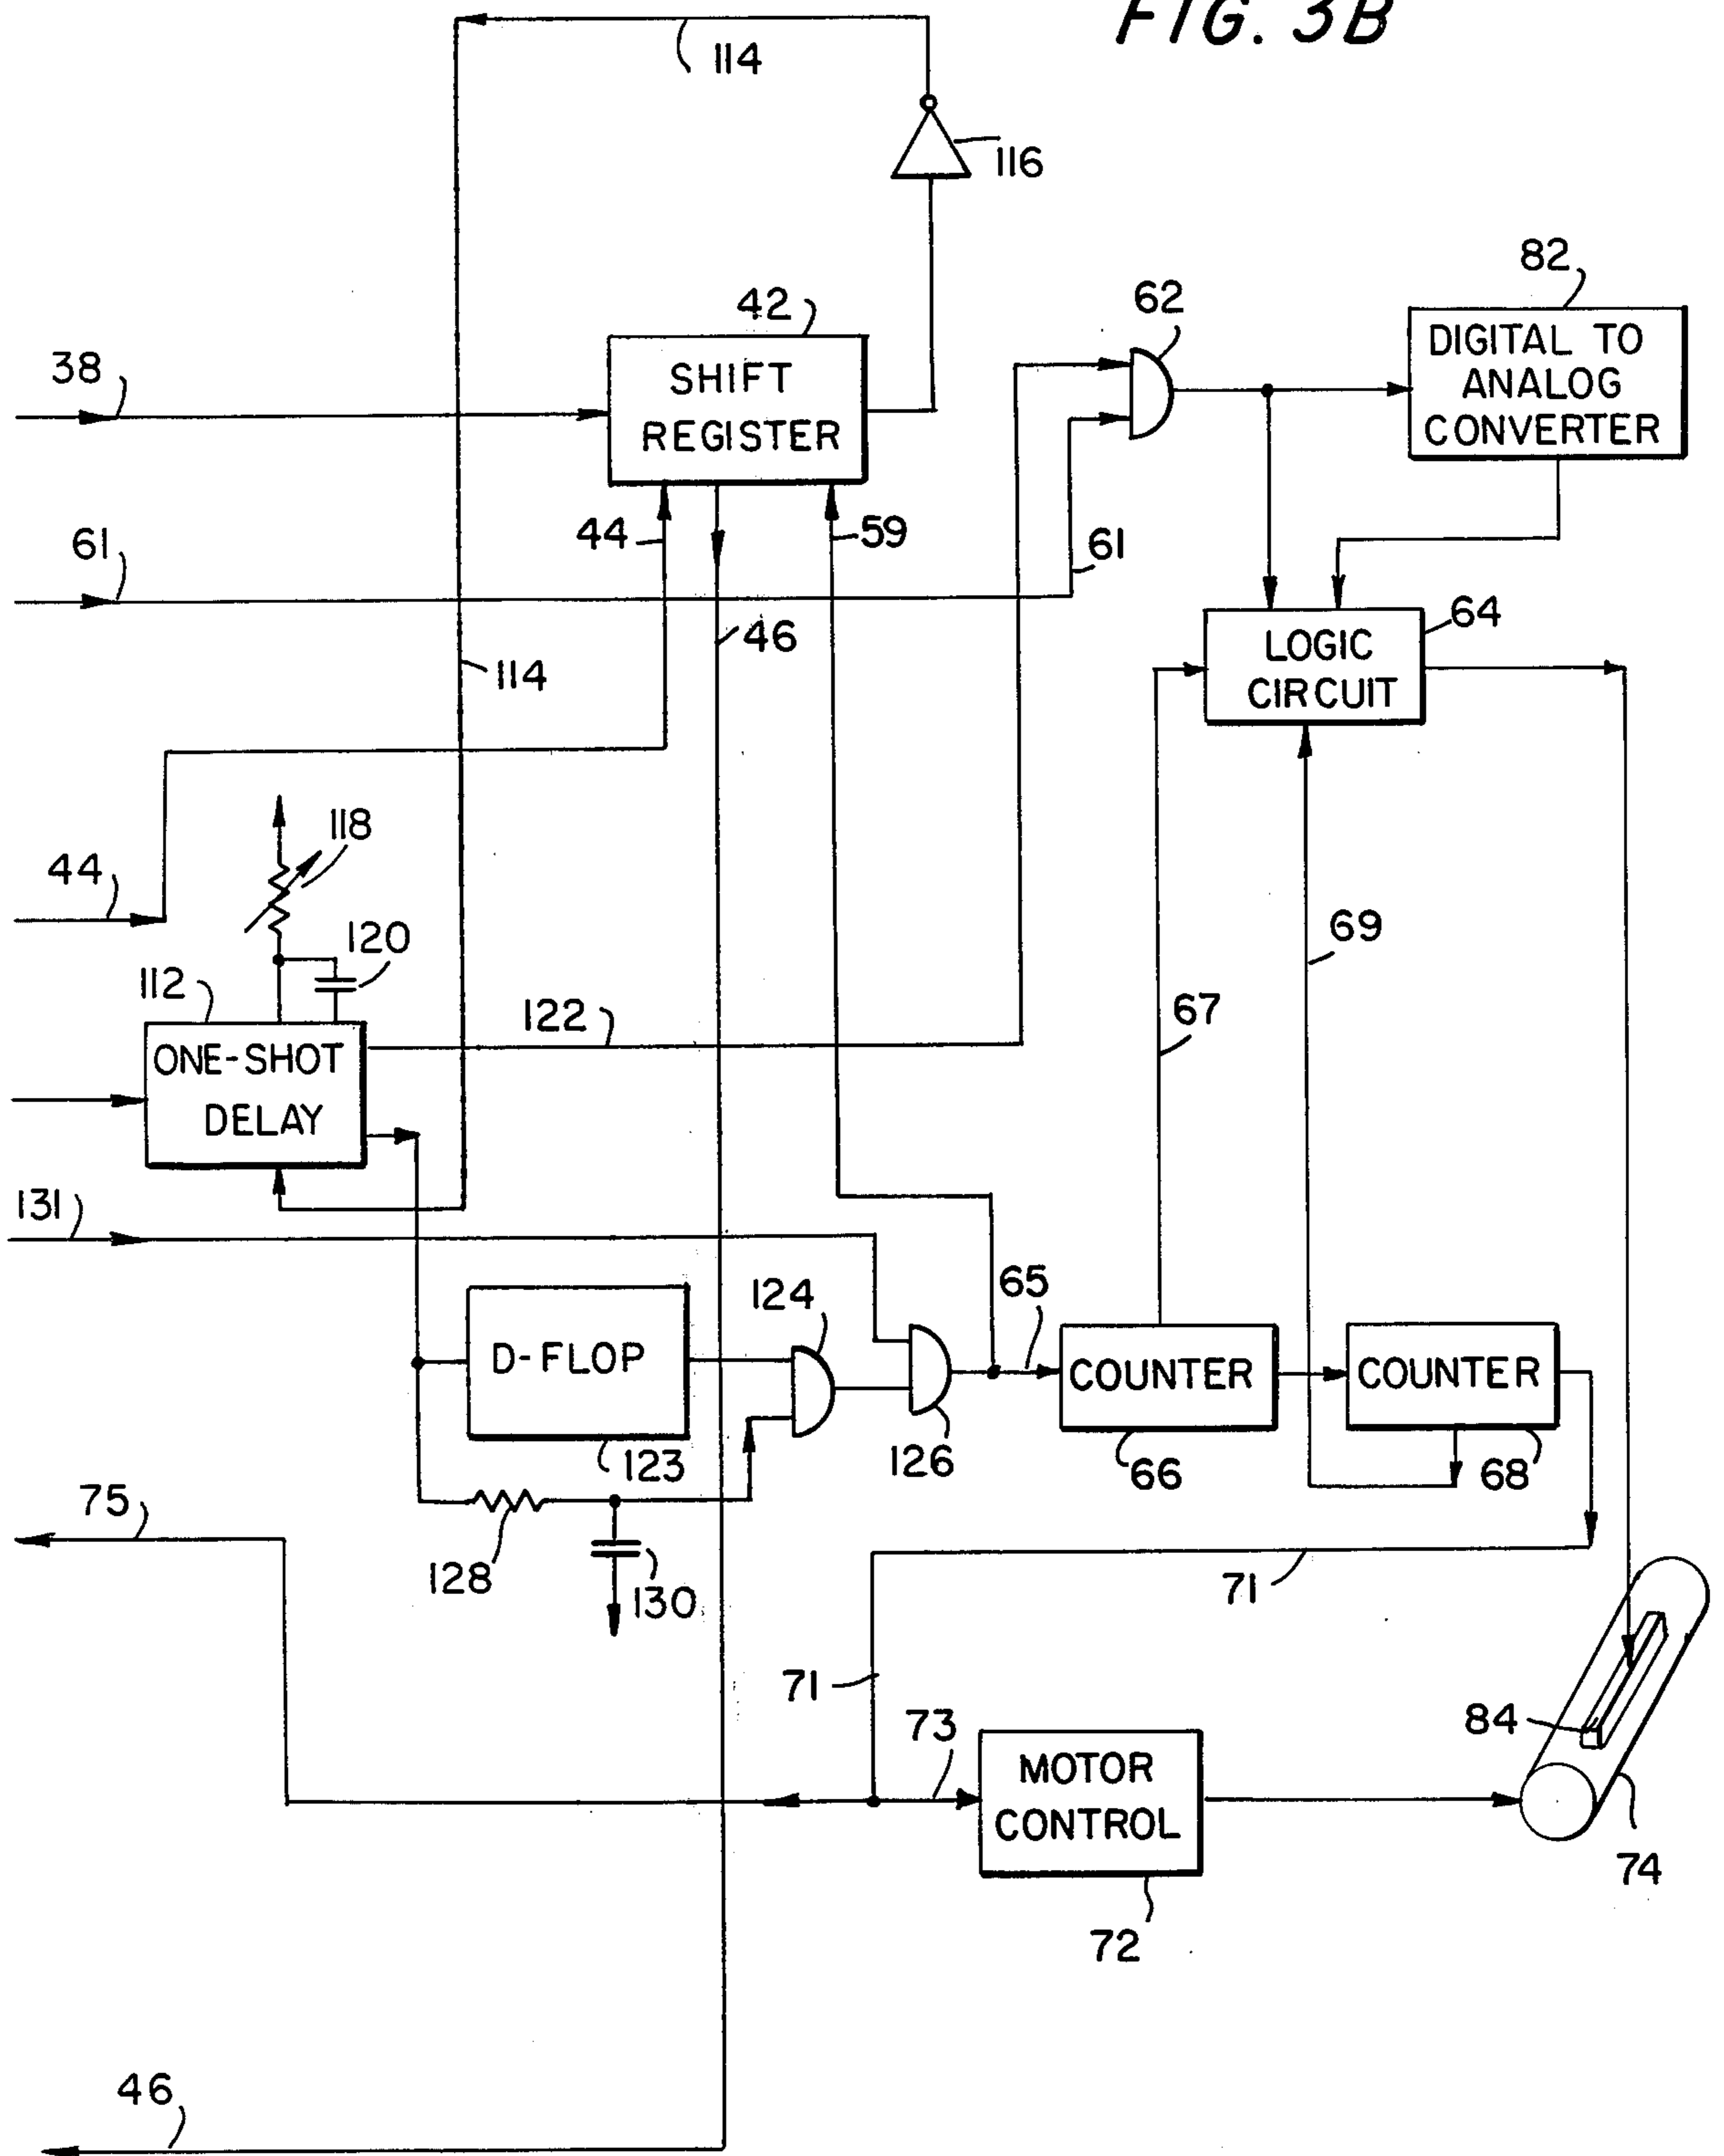 FIG. 3B
114
116
82
42
62
DIGITAL TO
ANALOG
CONVERTER
38
SHIFT
REGISTER
44
59
61
61
46
64
LOGIC
CIRCUIT
114
118
44
120
69
112
122
67
ONE-SHOT
DELAY
131
124
65
D-FLOP
COUNTER
COUNTER
123
126
66
68
75
128
130
71
71
73
84
MOTOR
CONTROL
74
72
46